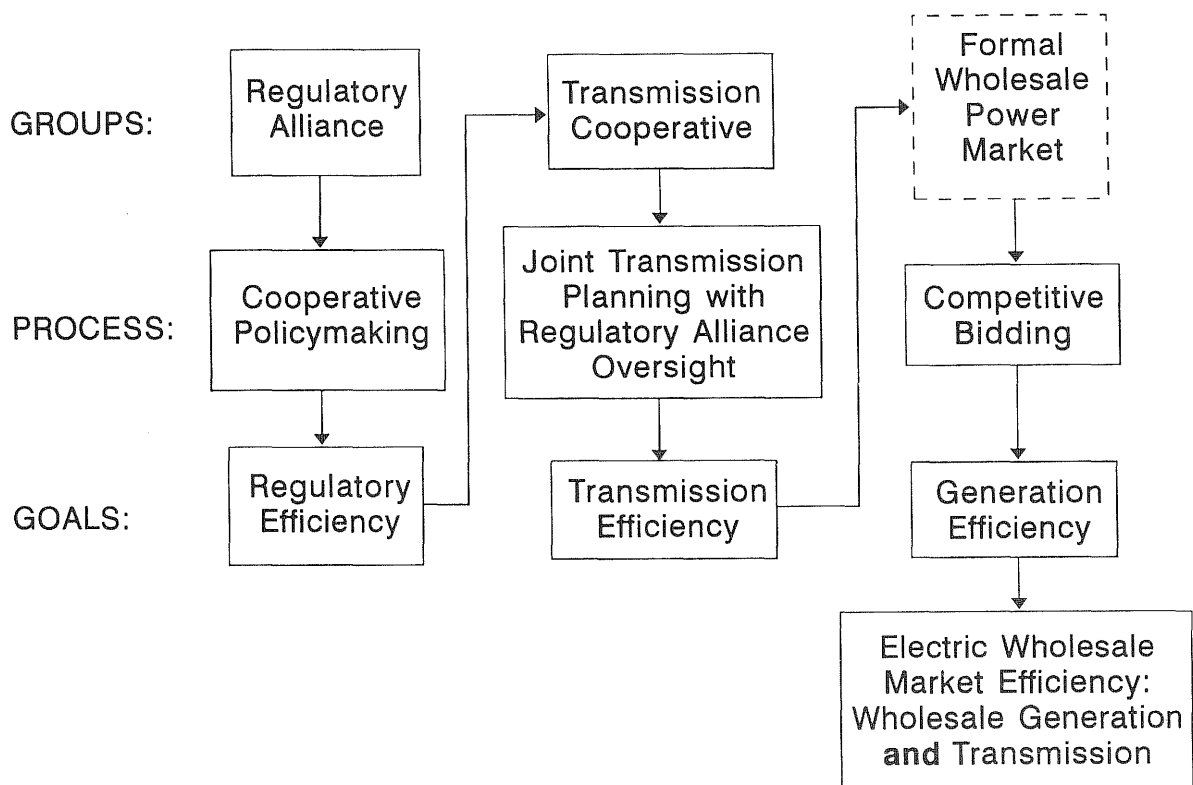 GROUPS:
Regulatory
Alliance
Transmission
Cooperative
Formal
Wholesale
Power
Market
PROCESS:
Cooperative
Policymaking
Joint Transmission
Planning with
Regulatory Alliance
Oversight
Competitive
Bidding
GOALS:
Regulatory
Efficiency
Transmission
Efficiency
Generation
Efficiency
Electric Wholesale
Market Efficiency:
Wholesale Generation
and Transmission